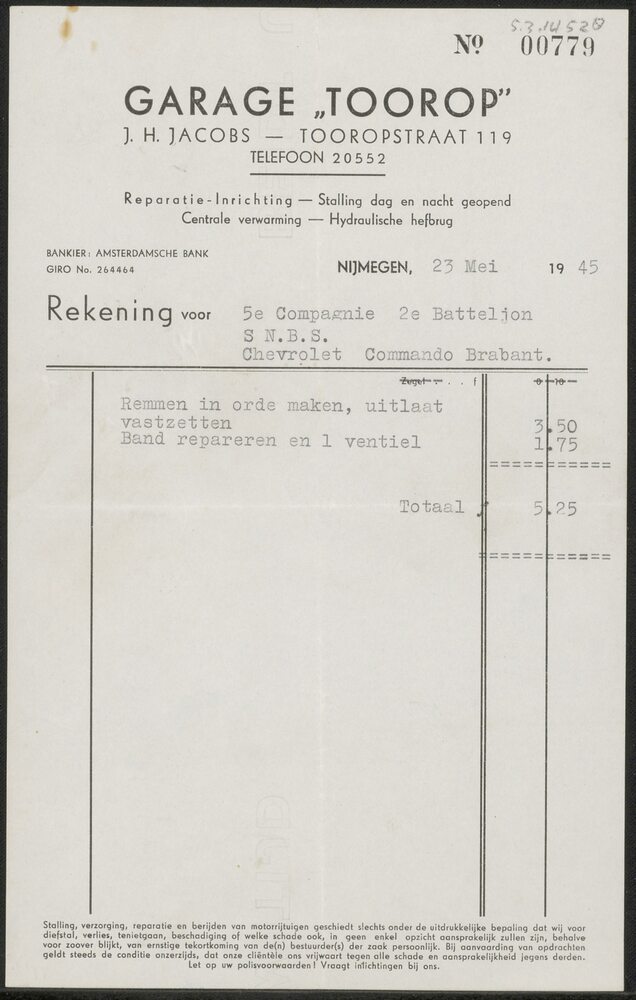 5.3.14528
Nº 00779
GARAGE „TOOROP”
J. H. JACOBS — TOOROPSTRAAT 119
TELEFOON 20552
Reparatie-Inrichting — Stalling dag en nacht geopend
Centrale verwarming — Hydraulische hefbrug
BANKIER: AMSTERDAMSCHE BANK
GIRO No. 264464
NIJMEGEN, 23 Mei 19 45
Rekening voor 5e Compagnie 2e Batteljon
S N.B.S.
Chevrolet Commando Brabant.
Zegel . . . f 0 10
Remmen in orde maken, uitlaat
vastzetten 3.50
Band repareren en 1 ventiel 1.75
============
Totaal f 5.25
============
Stalling, verzorging, reparatie en berijden van motorrijtuigen geschiedt slechts onder de uitdrukkelijke bepaling dat wij voor
diefstal, verlies, tenietgaan, beschadiging of welke schade ook, in geen enkel opzicht aansprakelijk zullen zijn, behalve
voor zoover blijkt, van ernstige tekortkoming van de(n) bestuurder(s) der zaak persoonlijk. Bij aanvaarding van opdrachten
geldt steeds de conditie onzerzijds, dat onze cliëntèle ons vrijwaart tegen alle schade en aansprakelijkheid jegens derden.
Let op uw polisvoorwaarden! Vraagt inlichtingen bij ons.